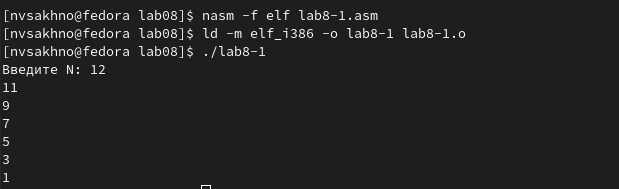 [nvsakhno@fedora lab08]$ nasm -f elf lab8-1.asm
[nvsakhno@fedora lab08]$ ld -m elf_i386 -o lab8-1 lab8-1.o
[nvsakhno@fedora lab08]$ ./lab8-1
Введите N: 12
11
9
7
5
3
1